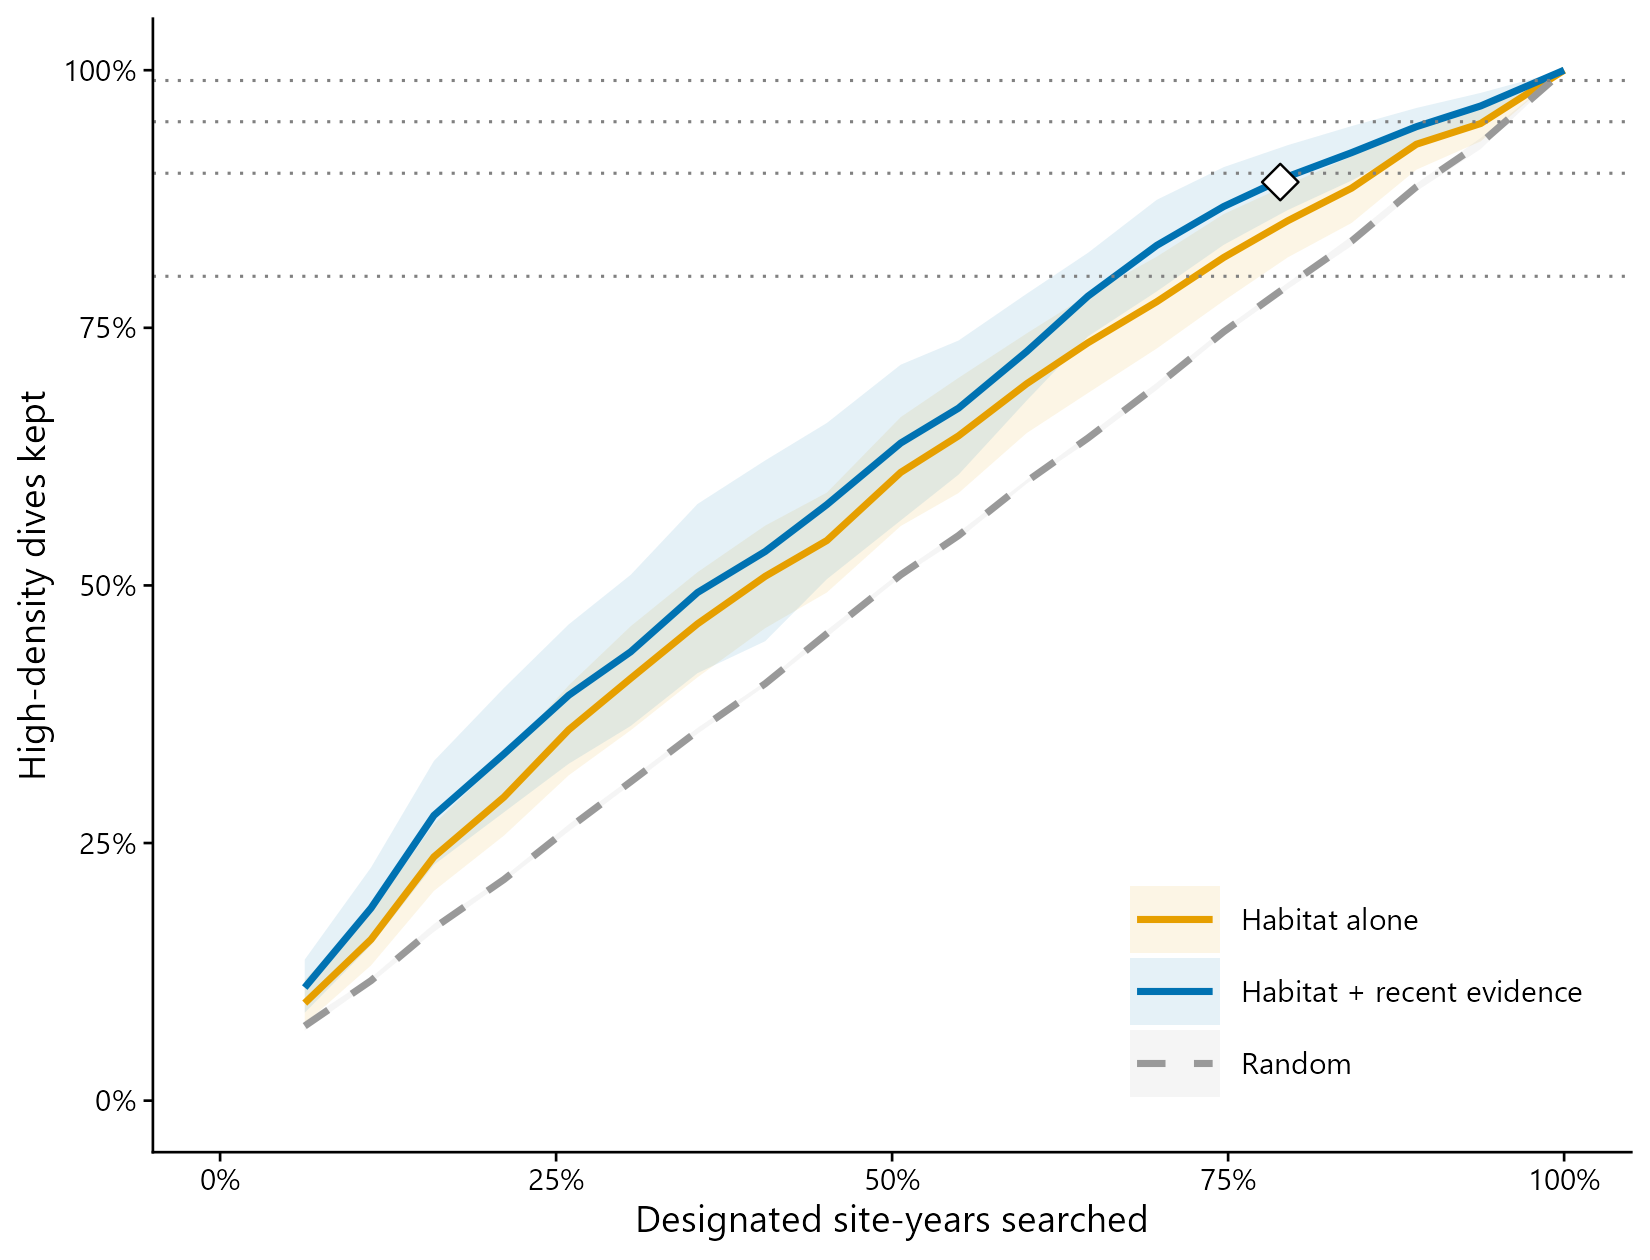 100%
75%
50%
25%
0%
High-density dives kept
0%
25%
50%
75%
100%
Designated site-years searched
Habitat alone
Habitat + recent evidence
Random